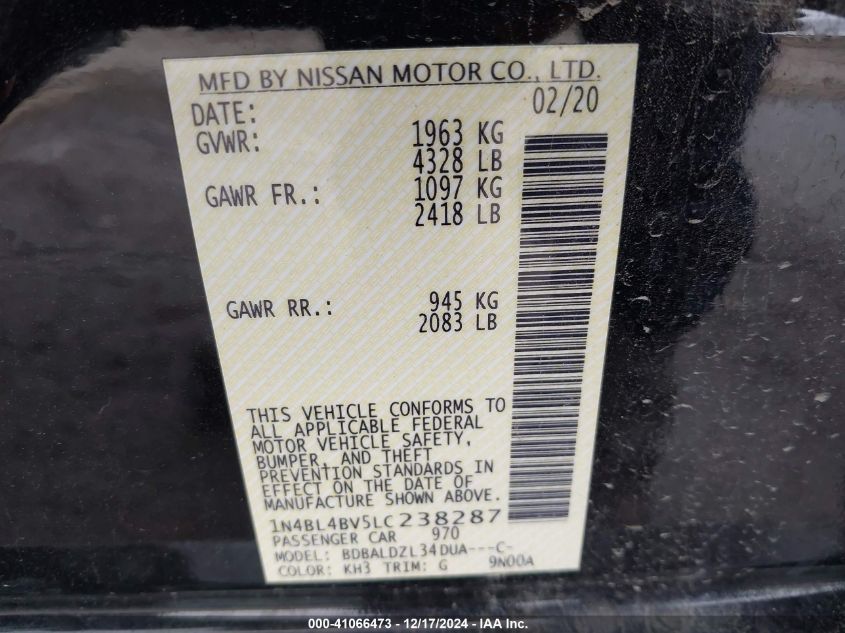 MFD BY NISSAN MOTOR CO., LTD.
DATE: 02/20
GVWR: 1963 KG
4328 LB
GAWR FR.: 1097 KG
2418 LB
GAWR RR.: 945 KG
2083 LB
THIS VEHICLE CONFORMS TO
ALL APPLICABLE FEDERAL
MOTOR VEHICLE SAFETY,
BUMPER, AND THEFT
PREVENTION STANDARDS IN
EFFECT ON THE DATE OF
MANUFACTURE SHOWN ABOVE.
1N4BL4BV5LC238287
PASSENGER CAR 970
MODEL: BDBALDZL34DUA---C-
COLOR: KH3 TRIM: G 9N00A
000-41066473 - 12/17/2024 - IAA Inc.